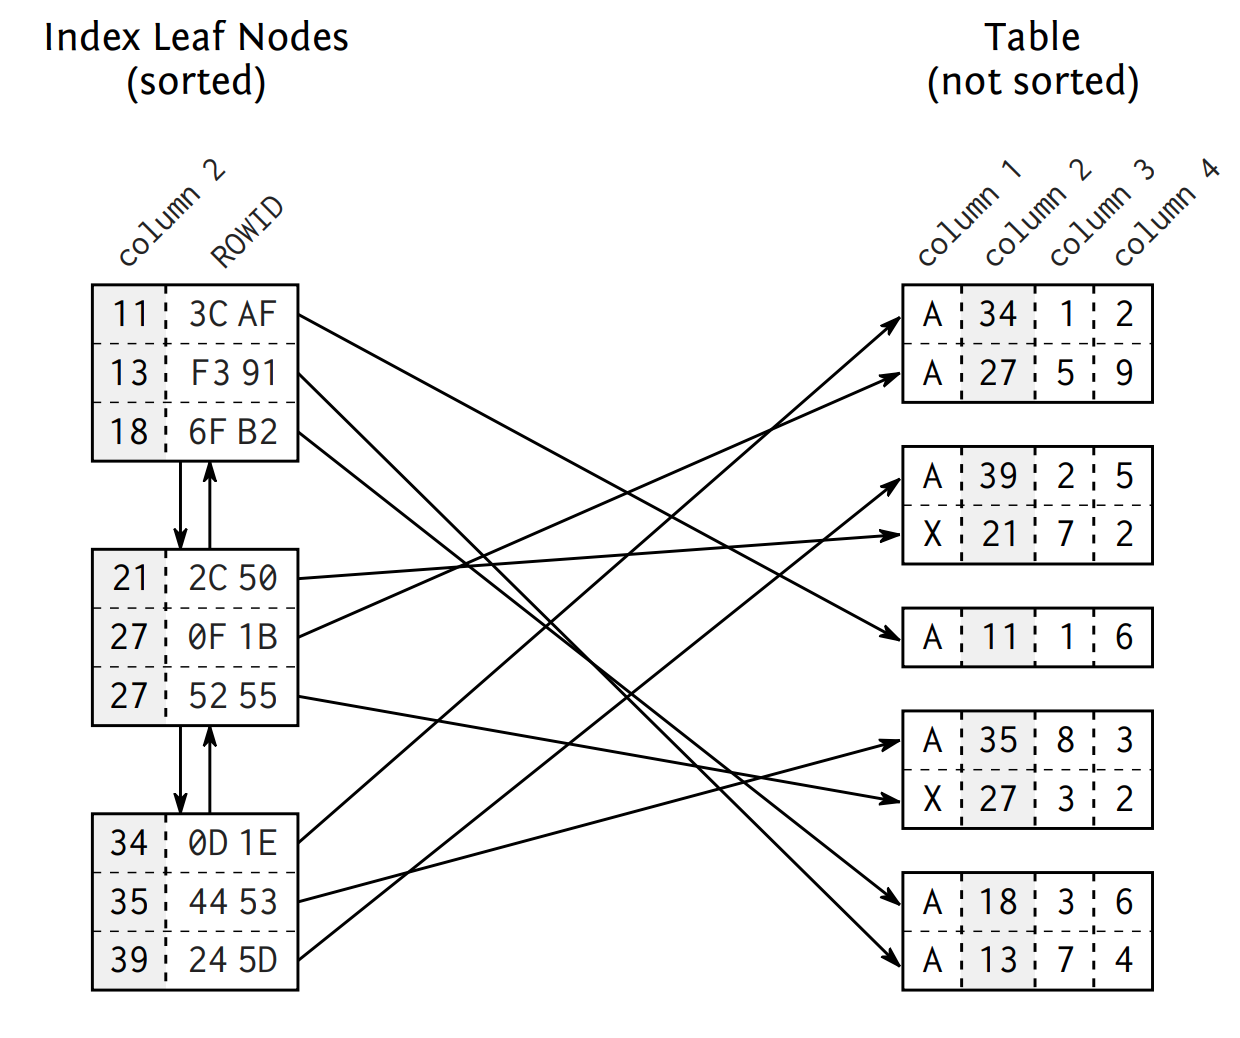 Index Leaf Nodes
(sorted)
column 2
ROWID
11 3C AF
13 F3 91
18 6F B2
21 2C 50
27 0F 1B
27 52 55
34 0D 1E
35 44 53
39 24 5D
Table
(not sorted)
column 1
column 2
column 3
column 4
A 34 1 2
A 27 5 9
A 39 2 5
X 21 7 2
A 11 1 6
A 35 8 3
X 27 3 2
A 18 3 6
A 13 7 4